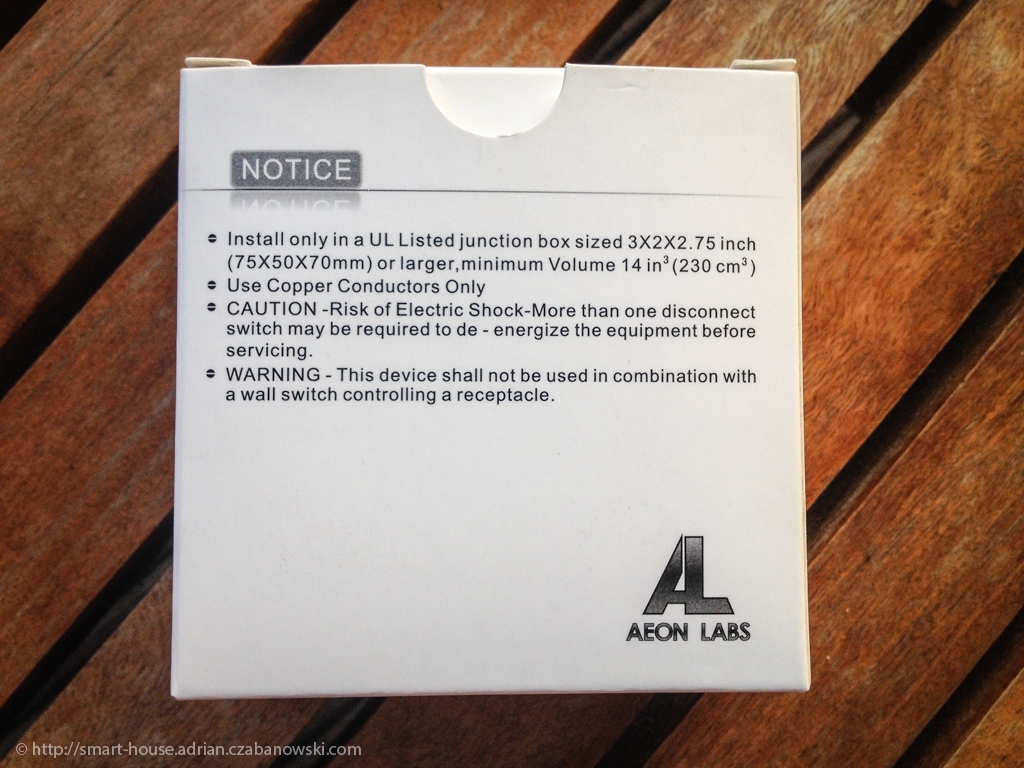 NOTICE
Install only in a UL Listed junction box sized 3X2X2.75 inch
(75X50X70mm) or larger,minimum Volume 14 in³(230 cm³)
Use Copper Conductors Only
CAUTION -Risk of Electric Shock-More than one disconnect
switch may be required to de - energize the equipment before
servicing.
WARNING - This device shall not be used in combination with
a wall switch controlling a receptacle.
AL
AEON LABS
© http://smart-house.adrian.czabanowski.com